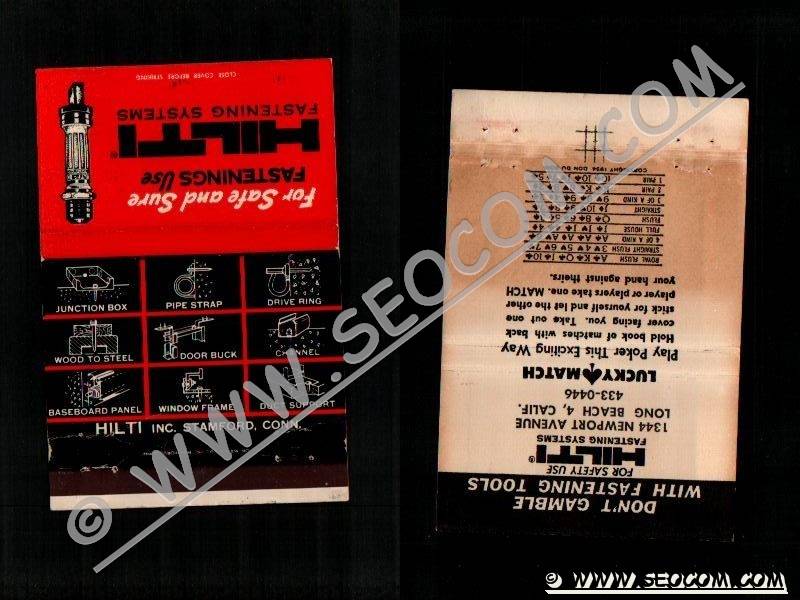 CLOSE COVER BEFORE STRIKING
For Safe and Sure
FASTENINGS Use
HILTI®
FASTENING SYSTEMS
JUNCTION BOX
PIPE STRAP
DRIVE RING
WOOD TO STEEL
DOOR BUCK
CHANNEL
BASEBOARD PANEL
WINDOW FRAME
DUCT SUPPORT
HILTI INC. STAMFORD, CONN.
DON'T GAMBLE
WITH FASTENING TOOLS
FOR SAFETY USE
HILTI®
FASTENING SYSTEMS
1344 NEWPORT AVENUE
LONG BEACH 4, CALIF.
433-0446
LUCKY MATCH
Play Poker This Exciting Way
Hold book of matches with back
cover facing you. Take out one
stick for yourself and let the other
player or players take one. MATCH
your hand against theirs.
ROYAL FLUSH
STRAIGHT FLUSH
4 OF A KIND
FULL HOUSE
FLUSH
STRAIGHT
3 OF A KIND
2 PAIR
1 PAIR
© WWW.SEOCOM.COM
© WWW.SEOCOM.COM